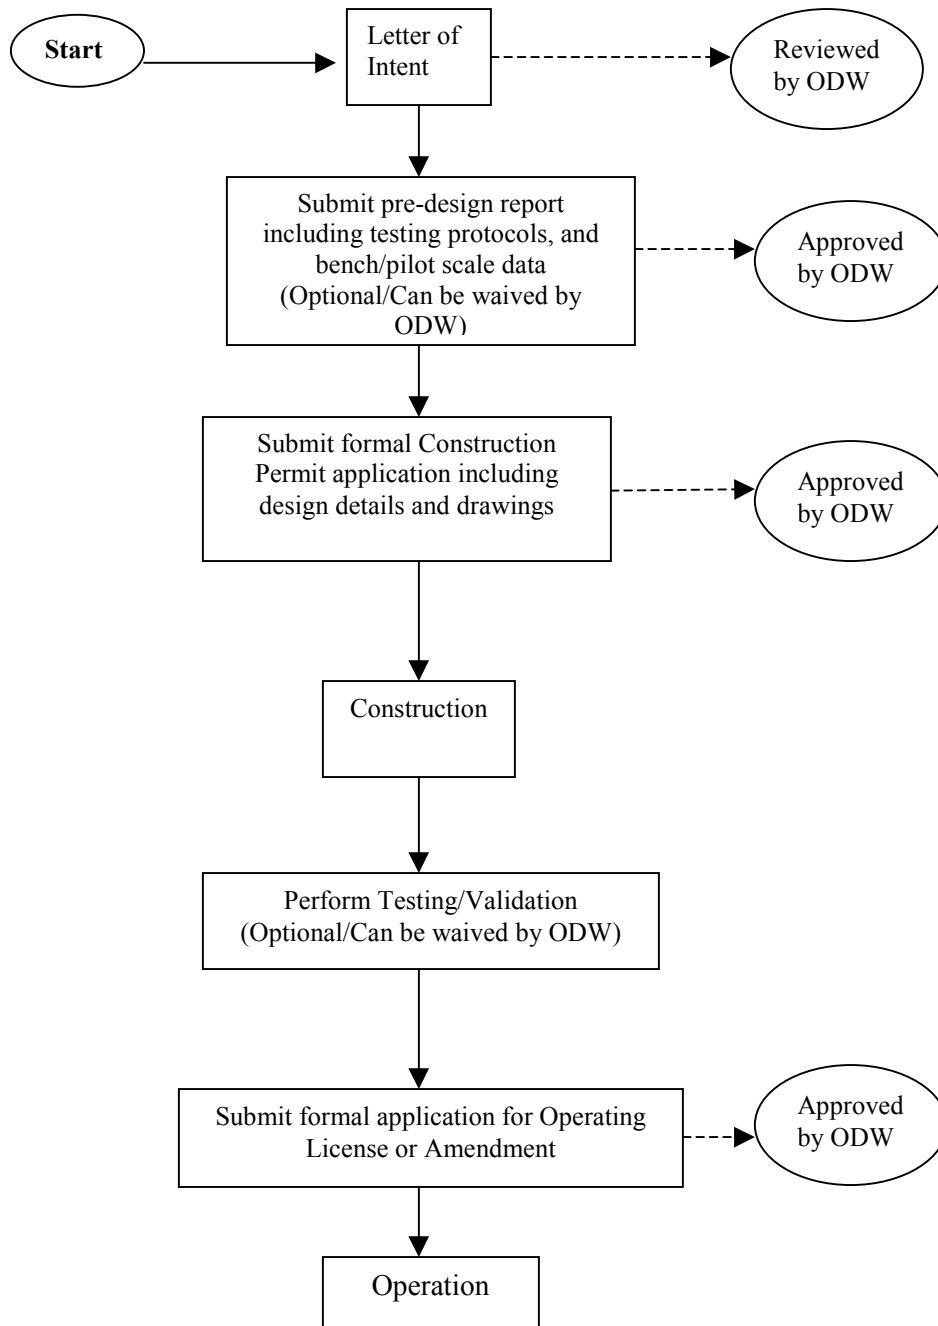 Start
Letter of
Intent
Reviewed
by ODW
Submit pre-design report
including testing protocols, and
bench/pilot scale data
(Optional/Can be waived by
ODW)
Approved
by ODW
Submit formal Construction
Permit application including
design details and drawings
Approved
by ODW
Construction
Perform Testing/Validation
(Optional/Can be waived by ODW)
Submit formal application for Operating
License or Amendment
Approved
by ODW
Operation